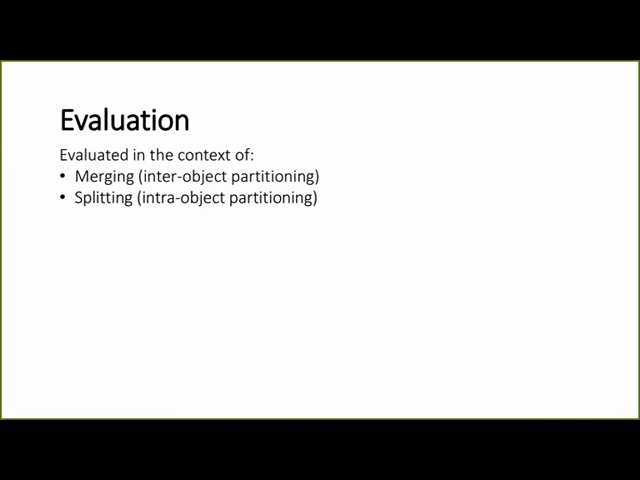 Evaluation
Evaluated in the context of:
• Merging (inter-object partitioning)
• Splitting (intra-object partitioning)